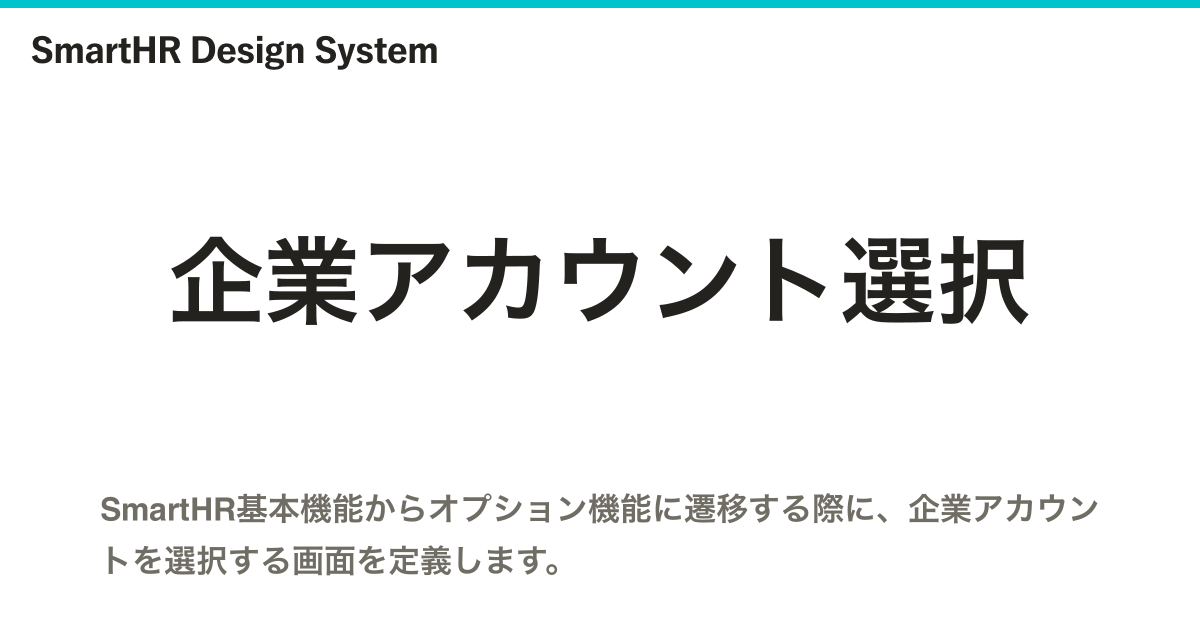 SmartHR Design System
企業アカウント選択
SmartHR基本機能からオプション機能に遷移する際に、企業アカウン
トを選択する画面を定義します。